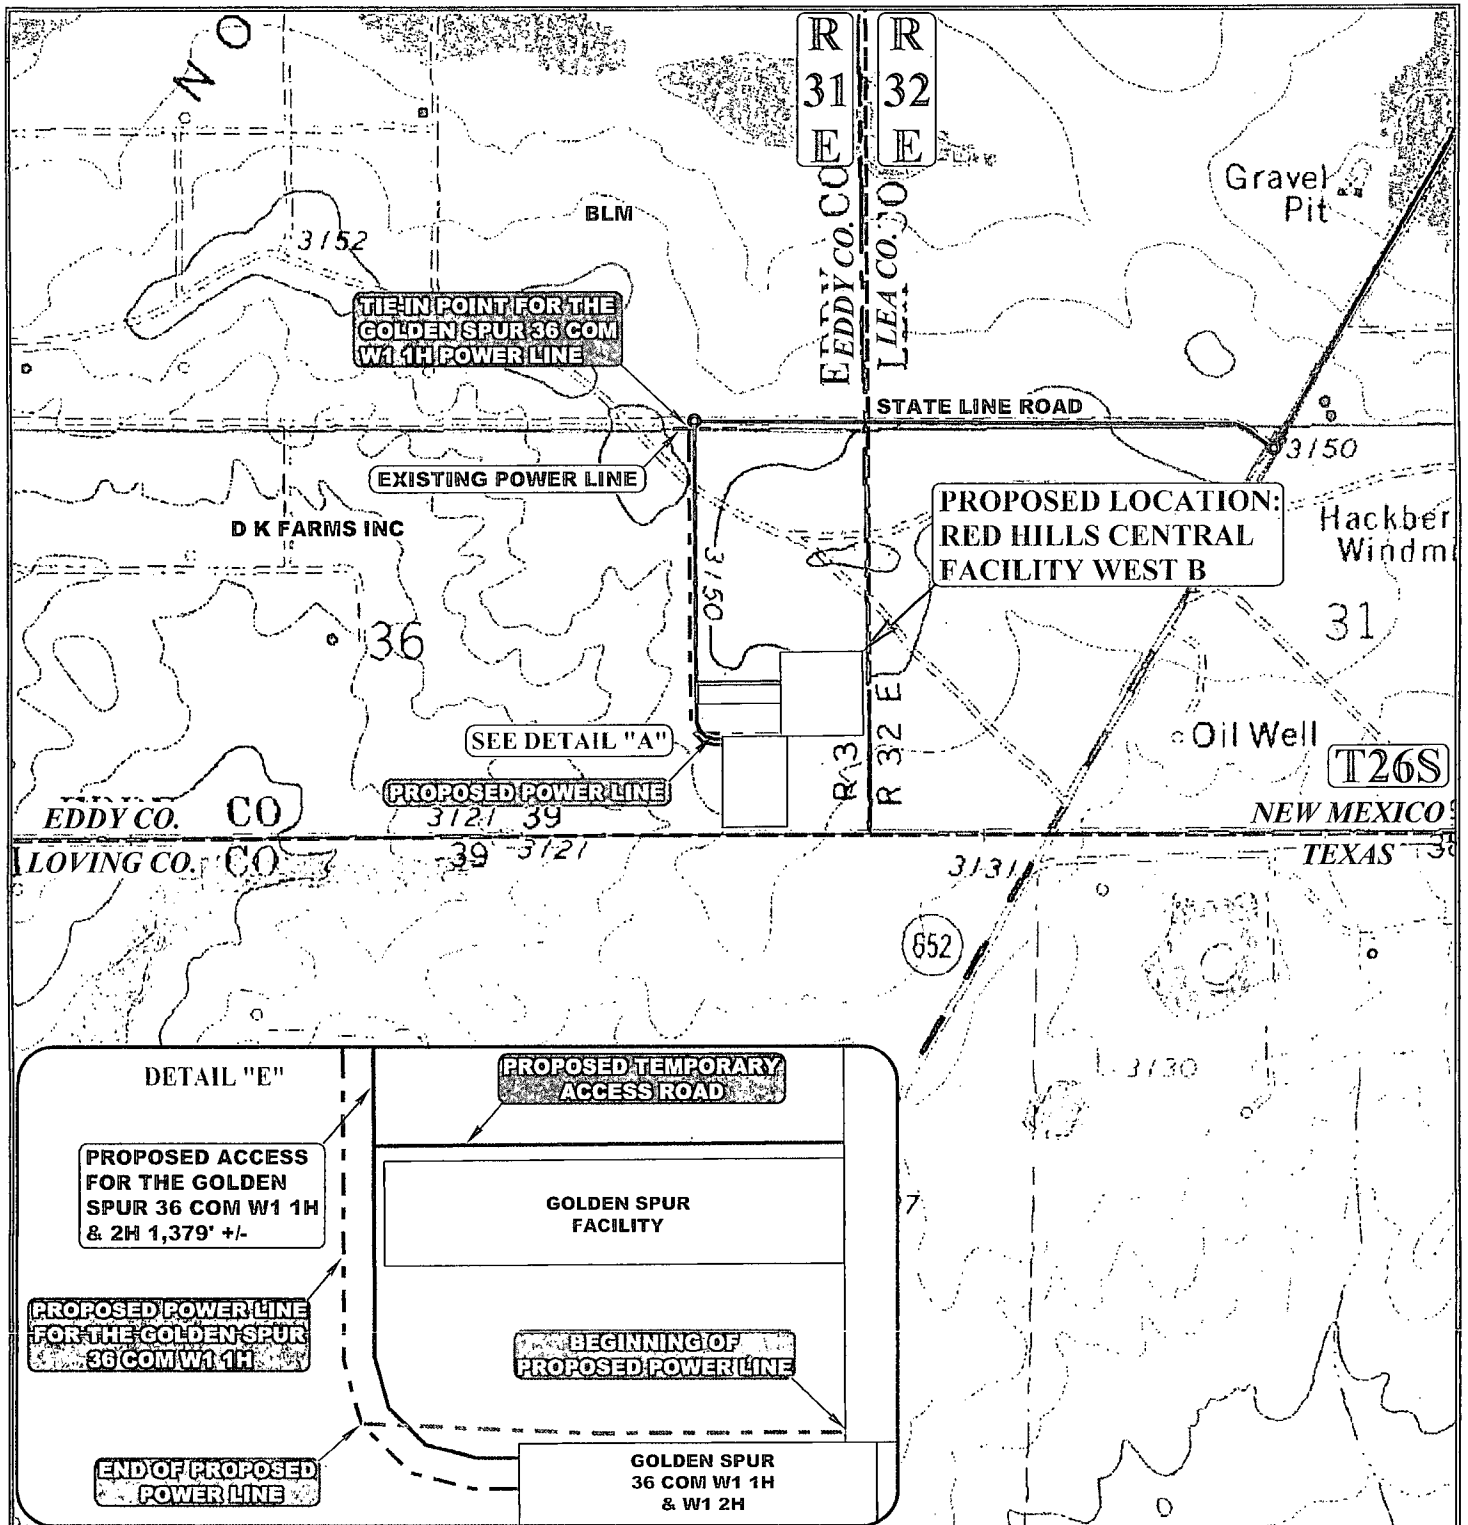 O
N
R
31
E
R
32
E
EDDY CO.
CO
LEA CO.
Gravel
Pit
BLM
3152
TIE-IN POINT FOR THE
GOLDEN SPUR 36 COM
W1 1H POWER LINE
STATE LINE ROAD
3150
EXISTING POWER LINE
PROPOSED LOCATION:
RED HILLS CENTRAL
FACILITY WEST B
Hackber
Windmi
D K FARMS INC
3150
36
31
SEE DETAIL "A"
R 3
R 32 E
Oil Well
T26S
PROPOSED POWER LINE
EDDY CO.
CO
3121
39
NEW MEXICO
LOVING CO.
CO
39
3121
TEXAS
3131
652
3130
DETAIL "E"
PROPOSED TEMPORARY
ACCESS ROAD
PROPOSED ACCESS
FOR THE GOLDEN
SPUR 36 COM W1 1H
& 2H 1,379' +/-
GOLDEN SPUR
FACILITY
PROPOSED POWER LINE
FOR THE GOLDEN SPUR
36 COM W1 1H
BEGINNING OF
PROPOSED POWER LINE
END OF PROPOSED
POWER LINE
GOLDEN SPUR
36 COM W1 1H
& W1 2H